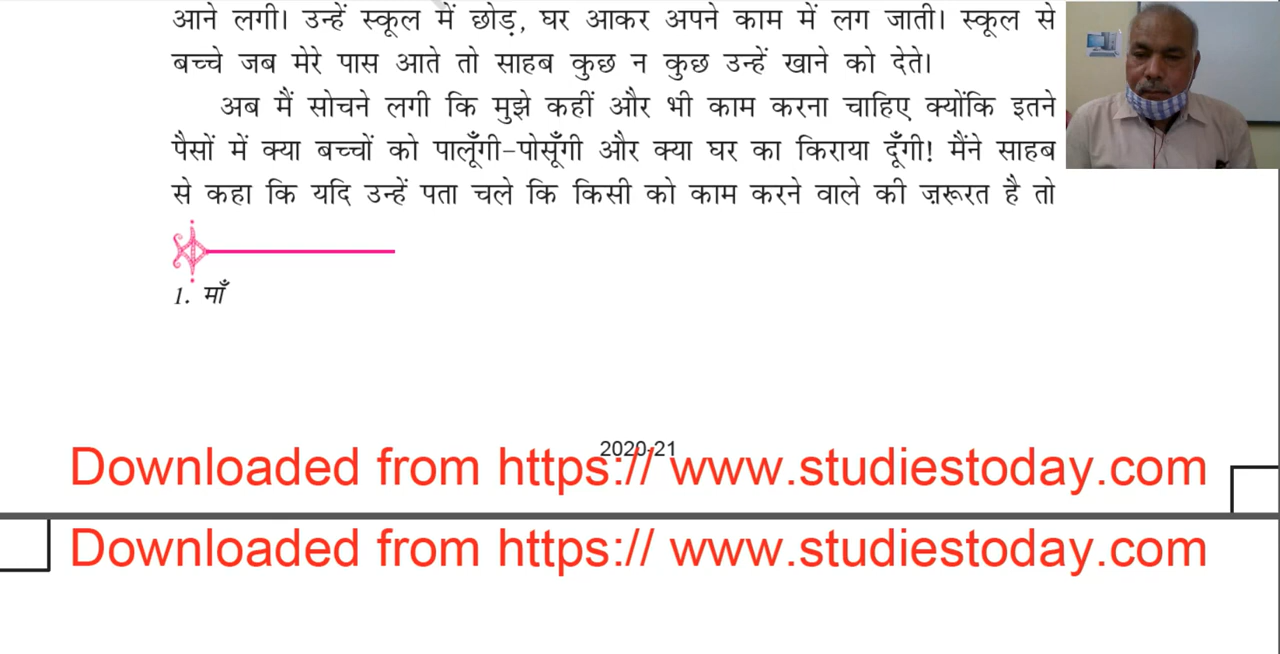 आने लगी। उन्हें स्कूल में छोड़, घर आकर अपने काम में लग जाती। स्कूल से
बच्चे जब मेरे पास आते तो साहब कुछ न कुछ उन्हें खाने को देते।
अब मैं सोचने लगी कि मुझे कहीं और भी काम करना चाहिए क्योंकि इतने
पैसों में क्या बच्चों को पालूँगी-पोसूँगी और क्या घर का किराया दूँगी! मैंने साहब
से कहा कि यदि उन्हें पता चले कि किसी को काम करने वाले की ज़रूरत है तो
1. माँ
2020-21
Downloaded from https:// www.studiestoday.com
Downloaded from https:// www.studiestoday.com